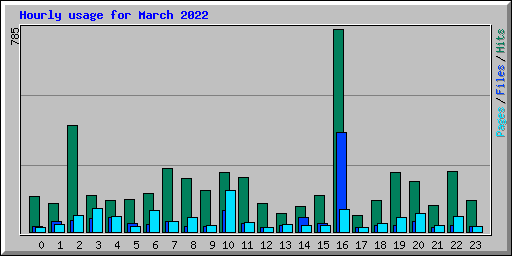 Hourly usage for March 2022
785
Pages/Files/Hits
0 1 2 3 4 5 6 7 8 9 10 11 12 13 14 15 16 17 18 19 20 21 22 23